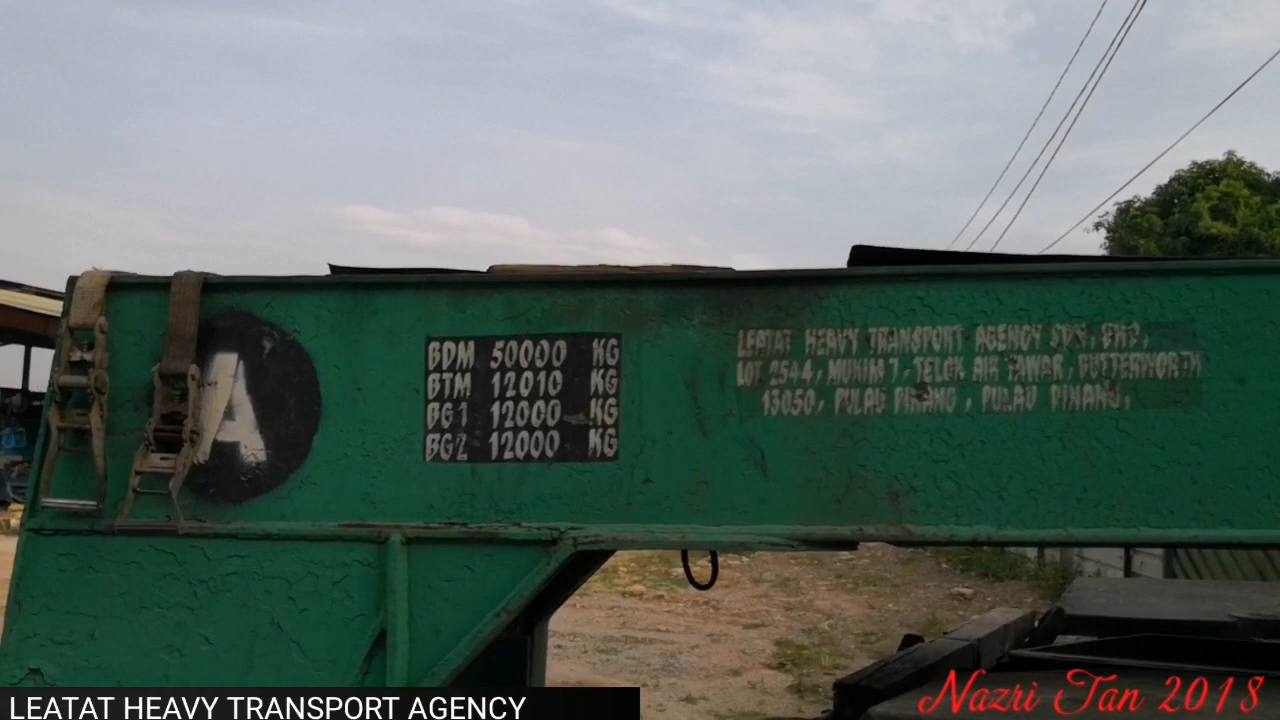 A
BDM 50000 KG
BTM 12010 KG
BG1 12000 KG
BG2 12000 KG
LEATAT HEAVY TRANSPORT AGENCY SDN, BHD,
LOT 2544, MUKIM 7, TELOK AIR TAWAR, BUTTERWORTH
13050, PULAU PINANG, PULAU PINANG,
LEATAT HEAVY TRANSPORT AGENCY
Nazri Tan 2018